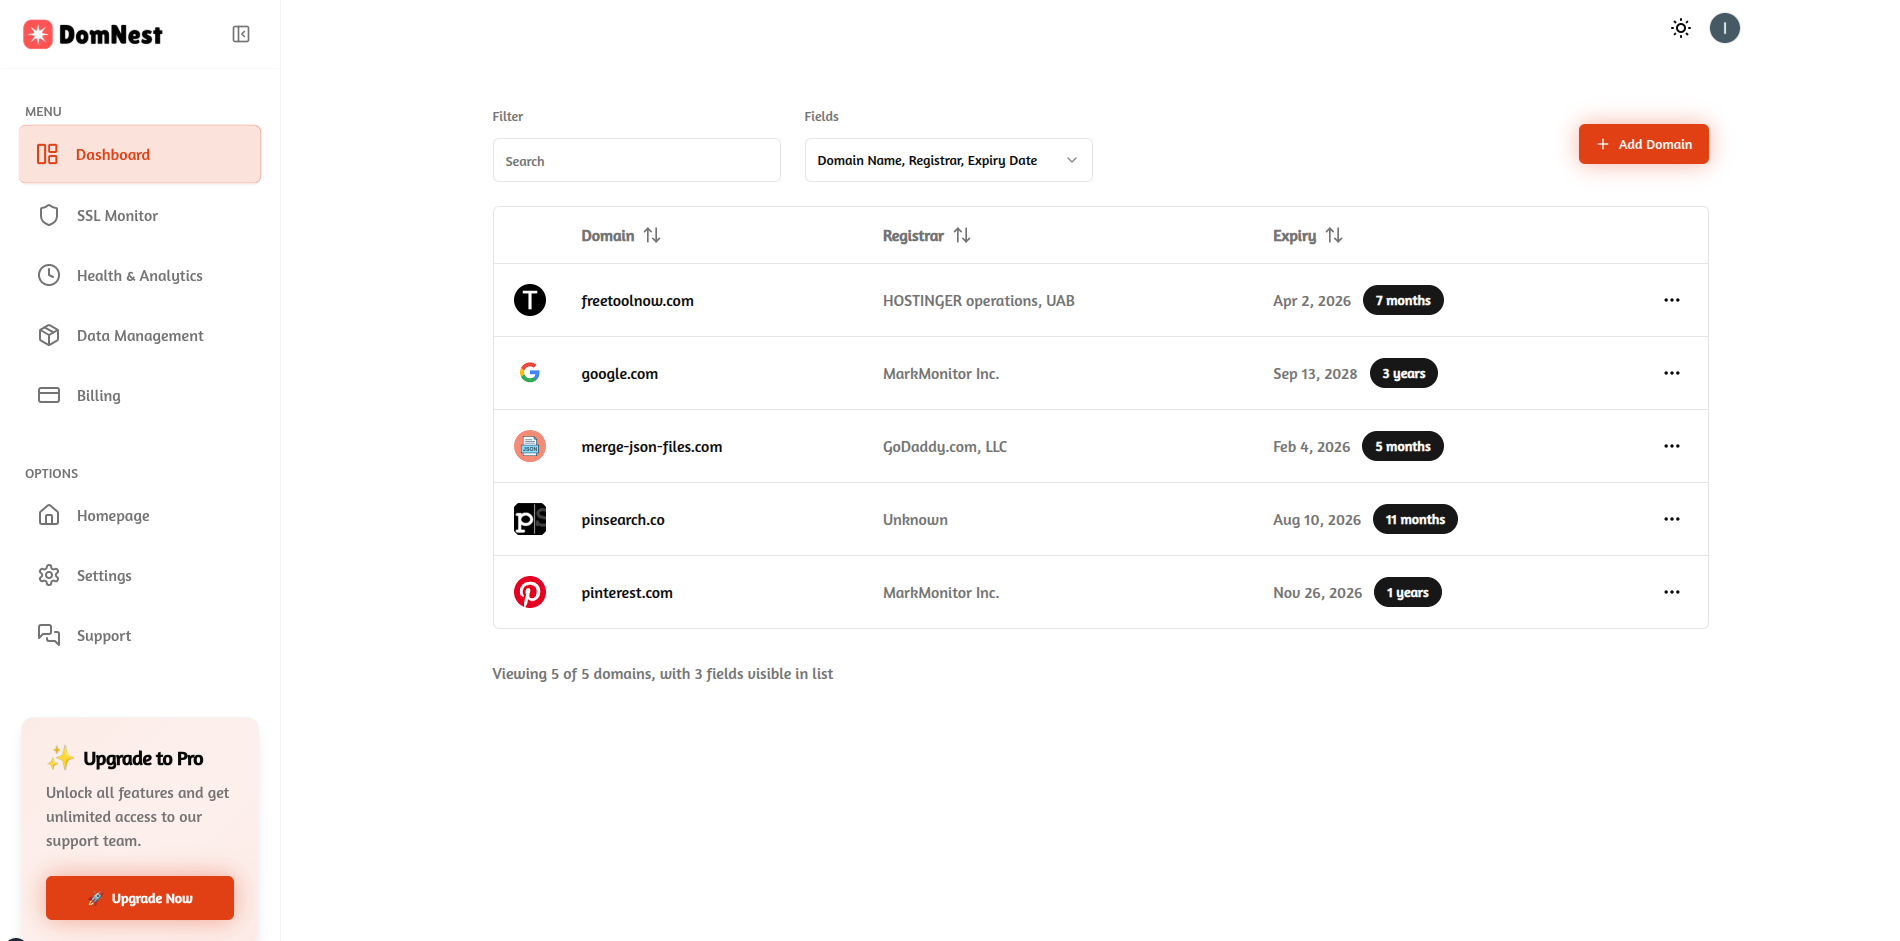 DomNest
I
MENU
Dashboard
SSL Monitor
Health & Analytics
Data Management
Billing
OPTIONS
Homepage
Settings
Support
✨ Upgrade to Pro
Unlock all features and get
unlimited access to our
support team.
🚀 Upgrade Now
Filter
Search
Fields
Domain Name, Registrar, Expiry Date
+ Add Domain
Domain Registrar Expiry
T freetoolnow.com HOSTINGER operations, UAB Apr 2, 2026 7 months
G google.com MarkMonitor Inc. Sep 13, 2028 3 years
JSON merge-json-files.com GoDaddy.com, LLC Feb 4, 2026 5 months
pS pinsearch.co Unknown Aug 10, 2026 11 months
pinterest.com MarkMonitor Inc. Nov 26, 2026 1 years
Viewing 5 of 5 domains, with 3 fields visible in list